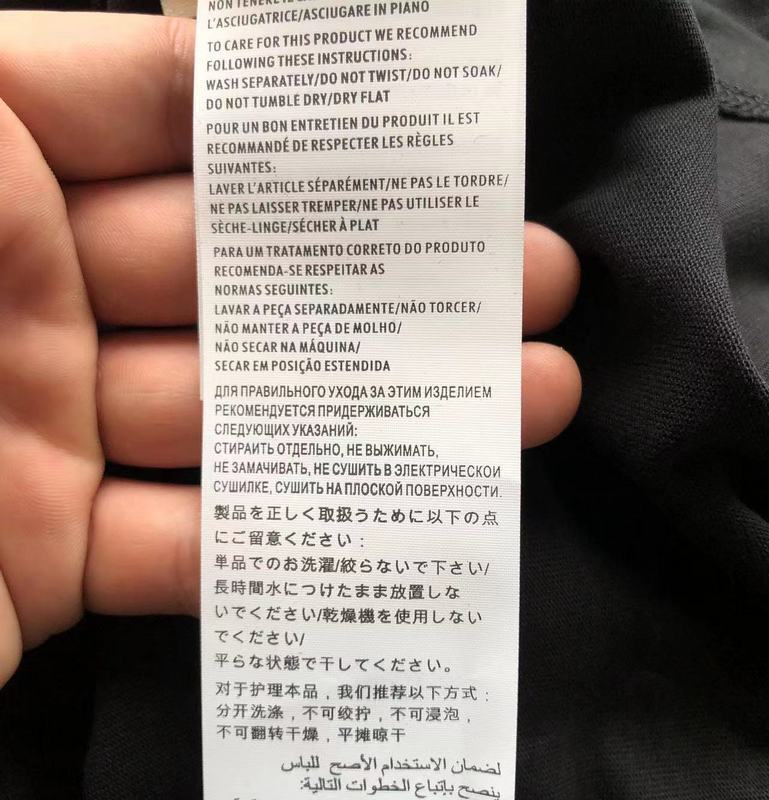 NON TENERE IL
L'ASCIUGATRICE/ASCIUGARE IN PIANO
TO CARE FOR THIS PRODUCT WE RECOMMEND
FOLLOWING THESE INSTRUCTIONS:
WASH SEPARATELY/DO NOT TWIST/DO NOT SOAK/
DO NOT TUMBLE DRY/DRY FLAT
POUR UN BON ENTRETIEN DU PRODUIT IL EST
RECOMMANDÉ DE RESPECTER LES RÈGLES
SUIVANTES:
LAVER L'ARTICLE SÉPARÉMENT/NE PAS LE TORDRE/
NE PAS LAISSER TREMPER/NE PAS UTILISER LE
SÈCHE-LINGE/SÉCHER À PLAT
PARA UM TRATAMENTO CORRETO DO PRODUTO
RECOMENDA-SE RESPEITAR AS
NORMAS SEGUINTES:
LAVAR A PEÇA SEPARADAMENTE/NÃO TORCER/
NÃO MANTER A PEÇA DE MOLHO/
NÃO SECAR NA MÁQUINA/
SECAR EM POSIÇÃO ESTENDIDA
ДЛЯ ПРАВИЛЬНОГО УХОДА ЗА ЭТИМ ИЗДЕЛИЕМ
РЕКОМЕНДУЕТСЯ ПРИДЕРЖИВАТЬСЯ
СЛЕДУЮЩИХ УКАЗАНИЙ:
СТИРАИТЬ ОТДЕЛЬНО, НЕ ВЫЖИМАТЬ,
НЕ ЗАМАЧИВАТЬ, НЕ СУШИТЬ В ЭЛЕКТРИЧЕСКОИ
СУШИЛКЕ, СУШИТЬ НА ПЛОСКОЙ ПОВЕРХНОСТИ.
製品を正しく取扱うために以下の点
にご留意ください：
単品でのお洗濯/絞らないで下さい/
長時間水につけたまま放置しな
いでください/乾燥機を使用しない
でください/
平らな状態で干してください。
对于护理本品，我们推荐以下方式：
分开洗涤，不可绞拧，不可浸泡，
不可翻转干燥，平摊晾干
لضمان الاستخدام الأصح للباس
ينصح بإتباع الخطوات التالية: